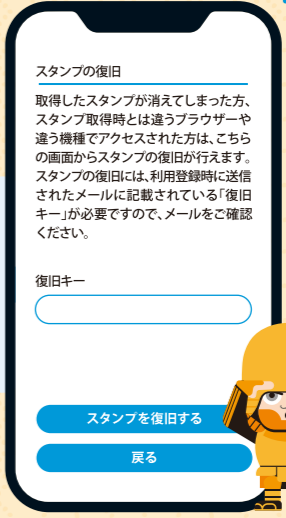 スタンプの復旧
取得したスタンプが消えてしまった方、
スタンプ取得時とは違うブラウザーや
違う機種でアクセスされた方は、こちら
の画面からスタンプの復旧が行えます。
スタンプの復旧には、利用登録時に送信
されたメールに記載されている「復旧
キー」が必要ですので、メールをご確認
ください。
復旧キー
スタンプを復旧する
戻る